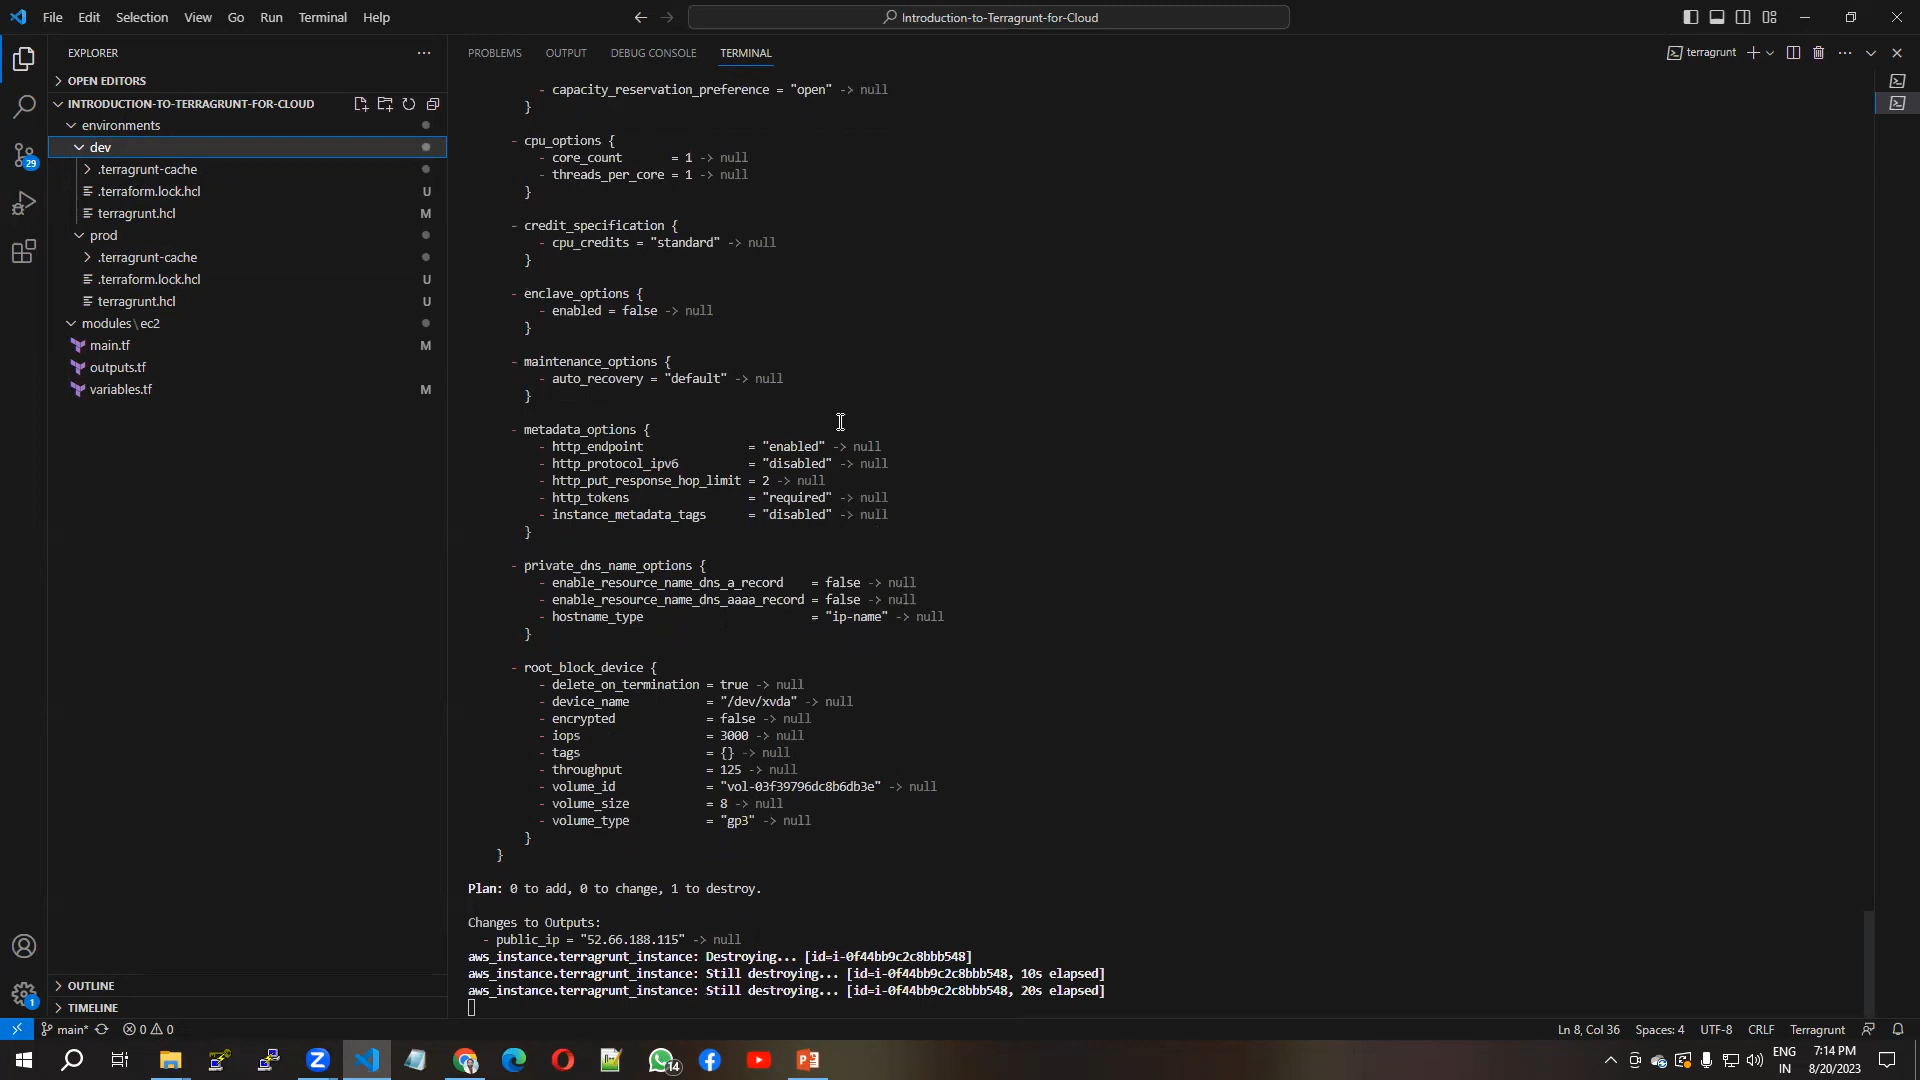 File Edit Selection View Go Run Terminal Help
Introduction-to-Terragrunt-for-Cloud
EXPLORER
OPEN EDITORS
INTRODUCTION-TO-TERRAGRUNT-FOR-CLOUD
environments
dev
.terragrunt-cache
.terraform.lock.hcl U
terragrunt.hcl M
prod
.terragrunt-cache
.terraform.lock.hcl U
terragrunt.hcl U
modules\ec2
main.tf M
outputs.tf
variables.tf M
OUTLINE
TIMELINE
29
1
PROBLEMS OUTPUT DEBUG CONSOLE TERMINAL
terragrunt
- capacity_reservation_preference = "open" -> null
}
- cpu_options {
- core_count = 1 -> null
- threads_per_core = 1 -> null
}
- credit_specification {
- cpu_credits = "standard" -> null
}
- enclave_options {
- enabled = false -> null
}
- maintenance_options {
- auto_recovery = "default" -> null
}
- metadata_options {
- http_endpoint = "enabled" -> null
- http_protocol_ipv6 = "disabled" -> null
- http_put_response_hop_limit = 2 -> null
- http_tokens = "required" -> null
- instance_metadata_tags = "disabled" -> null
}
- private_dns_name_options {
- enable_resource_name_dns_a_record = false -> null
- enable_resource_name_dns_aaaa_record = false -> null
- hostname_type = "ip-name" -> null
}
- root_block_device {
- delete_on_termination = true -> null
- device_name = "/dev/xvda" -> null
- encrypted = false -> null
- iops = 3000 -> null
- tags = {} -> null
- throughput = 125 -> null
- volume_id = "vol-03f39796dc8b6db3e" -> null
- volume_size = 8 -> null
- volume_type = "gp3" -> null
}
}
Plan: 0 to add, 0 to change, 1 to destroy.
Changes to Outputs:
- public_ip = "52.66.188.115" -> null
aws_instance.terragrunt_instance: Destroying... [id=i-0f44bb9c2c8bbb548]
aws_instance.terragrunt_instance: Still destroying... [id=i-0f44bb9c2c8bbb548, 10s elapsed]
aws_instance.terragrunt_instance: Still destroying... [id=i-0f44bb9c2c8bbb548, 20s elapsed]
main* 0 0
Ln 8, Col 36 Spaces: 4 UTF-8 CRLF Terragrunt
14
ENG
IN
7:14 PM
8/20/2023